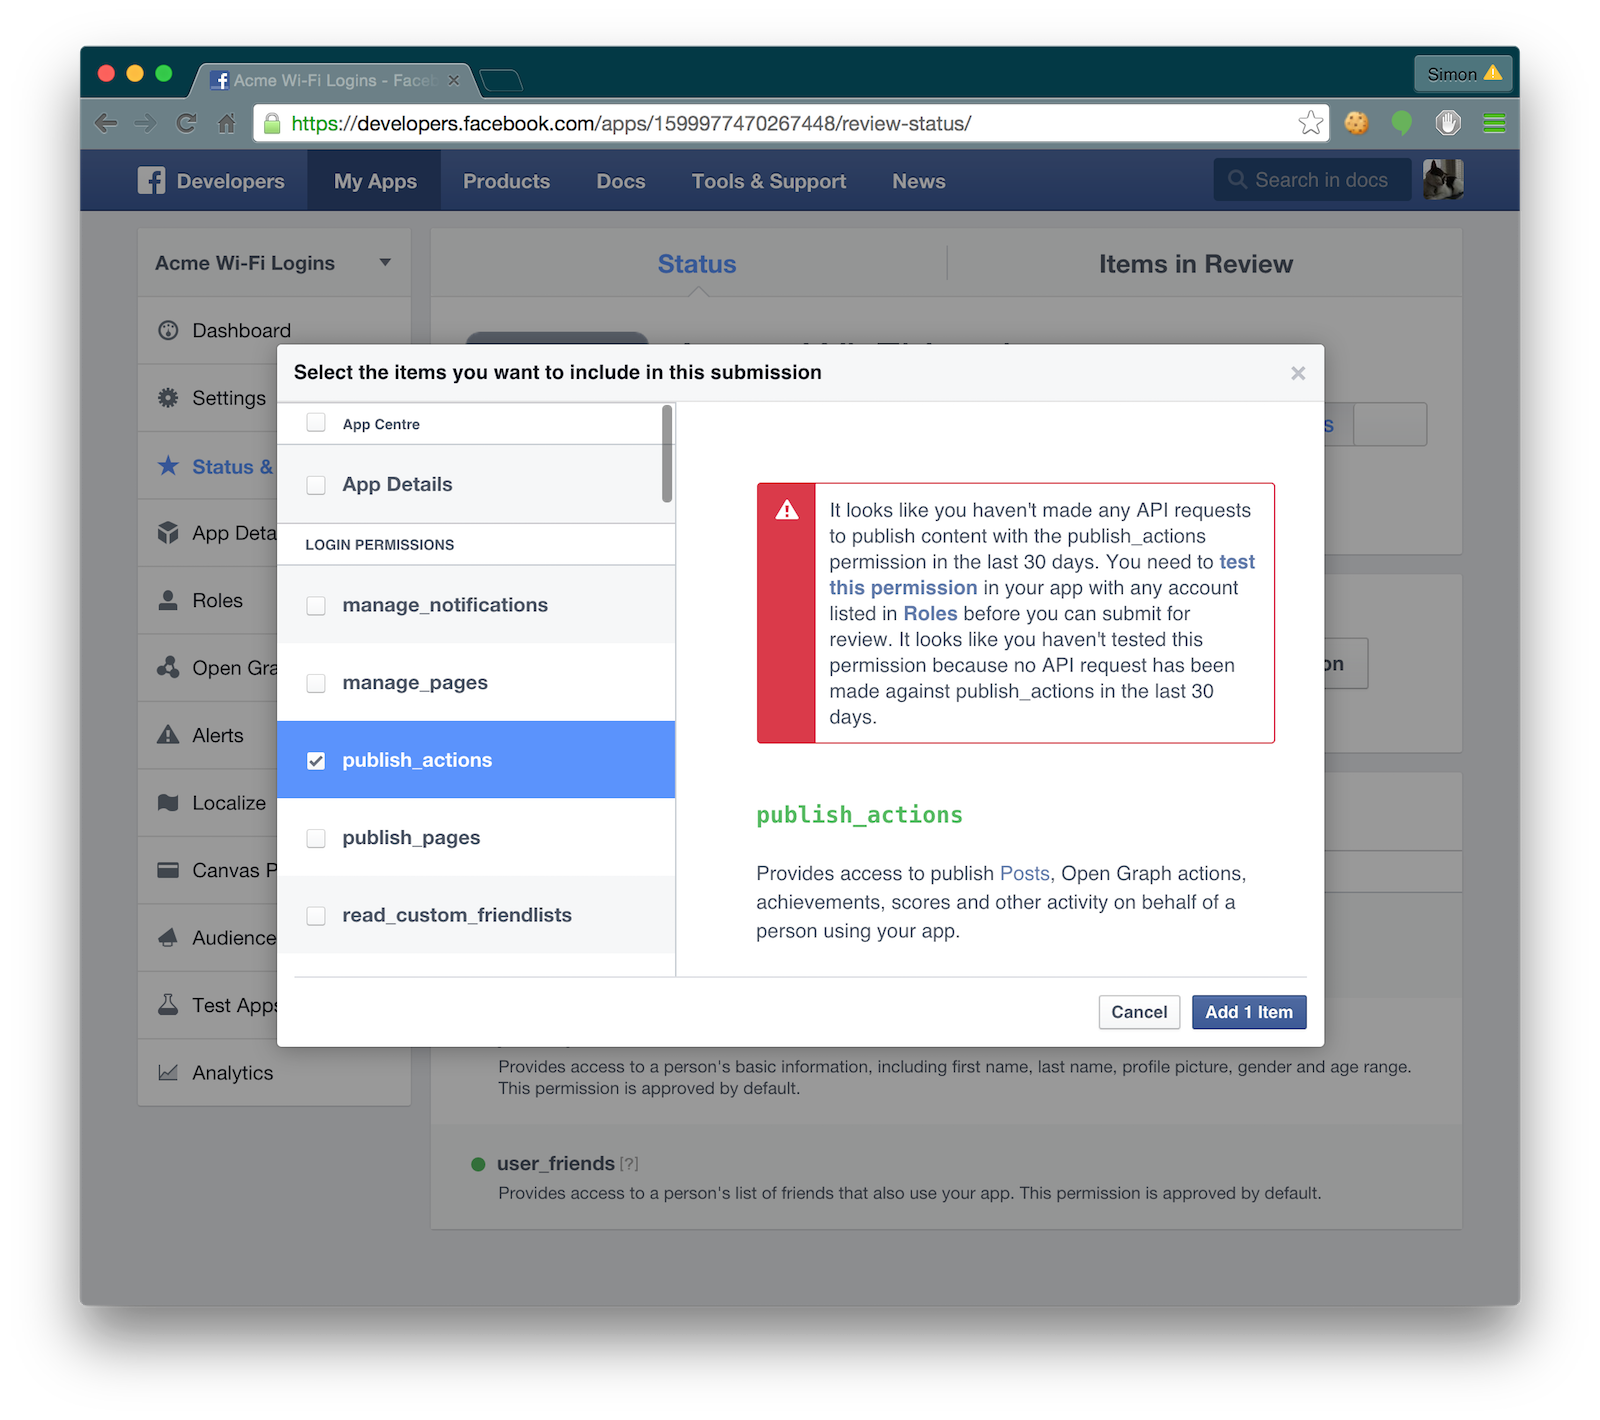 Acme Wi-Fi Logins - Face
Simon
https://developers.facebook.com/apps/1599977470267448/review-status/
Developers
My Apps
Products
Docs
Tools & Support
News
Search in docs
Acme Wi-Fi Logins
Status
Items in Review
Dashboard
Settings
Status &
App Deta
Roles
Open Gra
Alerts
Localize
Canvas P
Audience
Test Apps
Analytics
Select the items you want to include in this submission
App Centre
App Details
LOGIN PERMISSIONS
manage_notifications
manage_pages
publish_actions
publish_pages
read_custom_friendlists
It looks like you haven't made any API requests
to publish content with the publish_actions
permission in the last 30 days. You need to test
this permission in your app with any account
listed in Roles before you can submit for
review. It looks like you haven't tested this
permission because no API request has been
made against publish_actions in the last 30
days.
publish_actions
Provides access to publish Posts, Open Graph actions,
achievements, scores and other activity on behalf of a
person using your app.
Cancel
Add 1 Item
s
on
Provides access to a person's basic information, including first name, last name, profile picture, gender and age range.
This permission is approved by default.
user_friends [?]
Provides access to a person's list of friends that also use your app. This permission is approved by default.